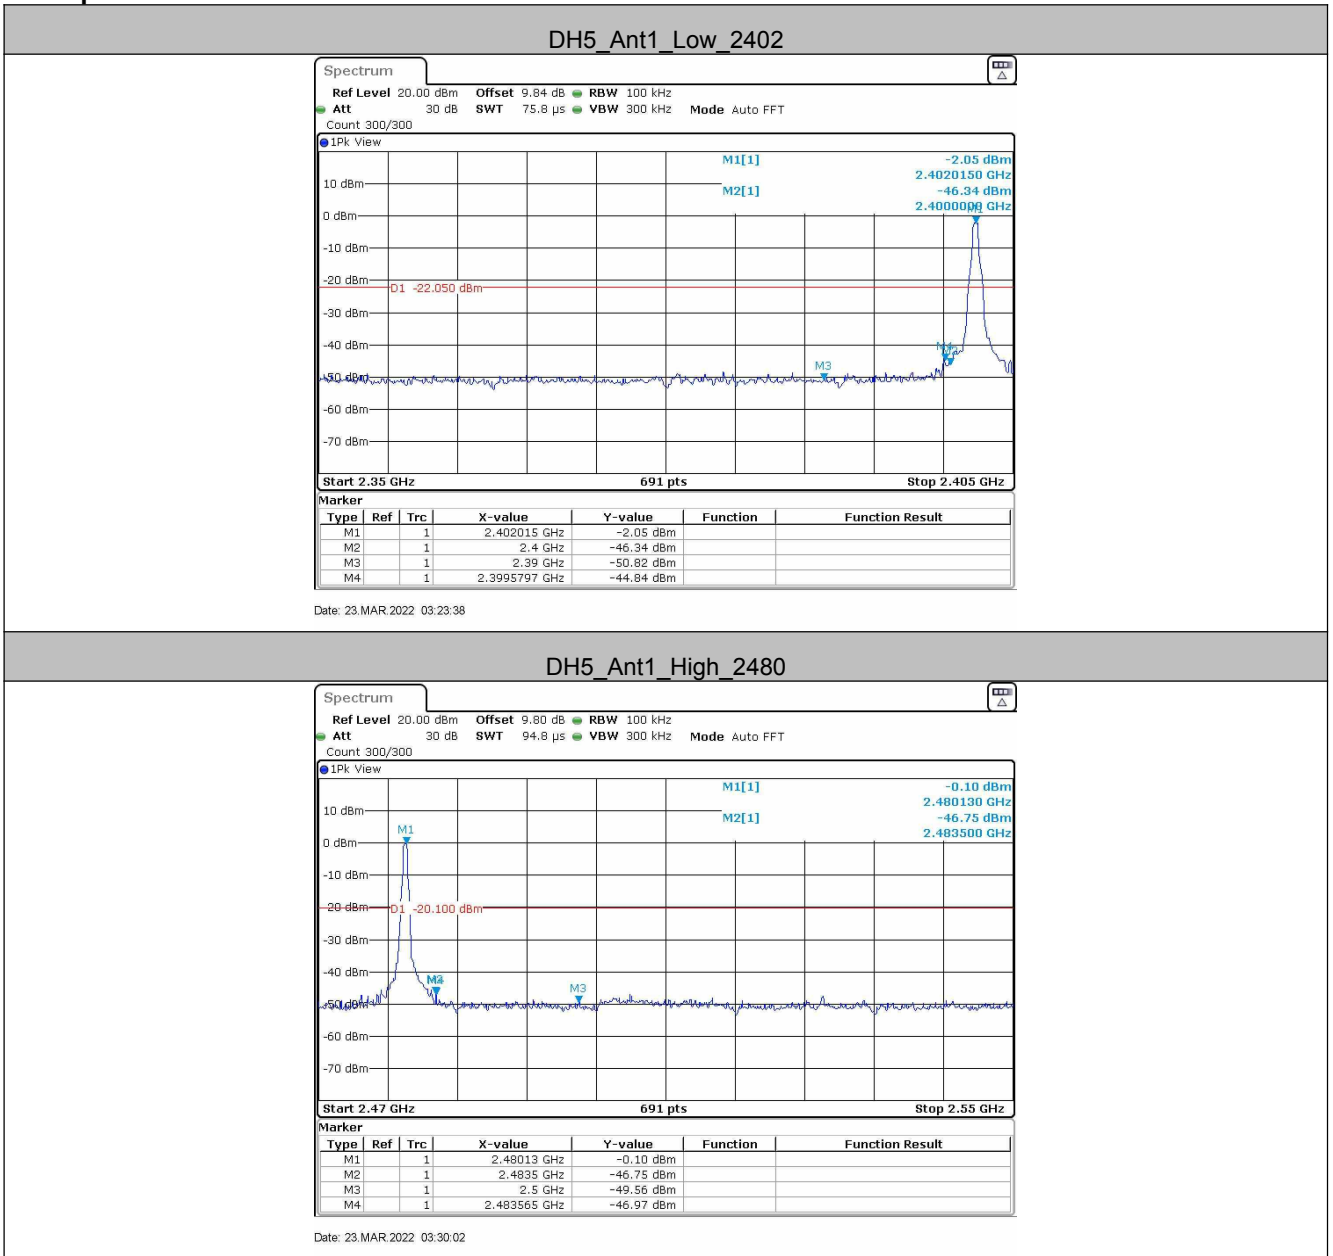 DH5_Ant1_Low_2402
Spectrum
Ref Level 20.00 dBm Offset 9.84 dB RBW 100 kHz
Att 30 dB SWT 75.8 µs VBW 300 kHz Mode Auto FFT
Count 300/300
1Pk View
M1[1] -2.05 dBm
2.4020150 GHz
10 dBm
M2[1] -46.34 dBm
2.4000000 GHz
M1
0 dBm
-10 dBm
-20 dBm
D1 -22.050 dBm
-30 dBm
-40 dBm
M4
M2
M3
-50 dBm
-60 dBm
-70 dBm
Start 2.35 GHz 691 pts Stop 2.405 GHz
Marker
Type Ref Trc X-value Y-value Function Function Result
M1 1 2.402015 GHz -2.05 dBm
M2 1 2.4 GHz -46.34 dBm
M3 1 2.39 GHz -50.82 dBm
M4 1 2.3995797 GHz -44.84 dBm
Date: 23.MAR.2022 03:23:38
DH5_Ant1_High_2480
Spectrum
Ref Level 20.00 dBm Offset 9.80 dB RBW 100 kHz
Att 30 dB SWT 94.8 µs VBW 300 kHz Mode Auto FFT
Count 300/300
1Pk View
M1[1] -0.10 dBm
2.480130 GHz
10 dBm
M2[1] -46.75 dBm
2.483500 GHz
M1
0 dBm
-10 dBm
-20 dBm
D1 -20.100 dBm
-30 dBm
-40 dBm
M4
M3
-50 dBm
-60 dBm
-70 dBm
Start 2.47 GHz 691 pts Stop 2.55 GHz
Marker
Type Ref Trc X-value Y-value Function Function Result
M1 1 2.48013 GHz -0.10 dBm
M2 1 2.4835 GHz -46.75 dBm
M3 1 2.5 GHz -49.56 dBm
M4 1 2.483565 GHz -46.97 dBm
Date: 23.MAR.2022 03:30:02